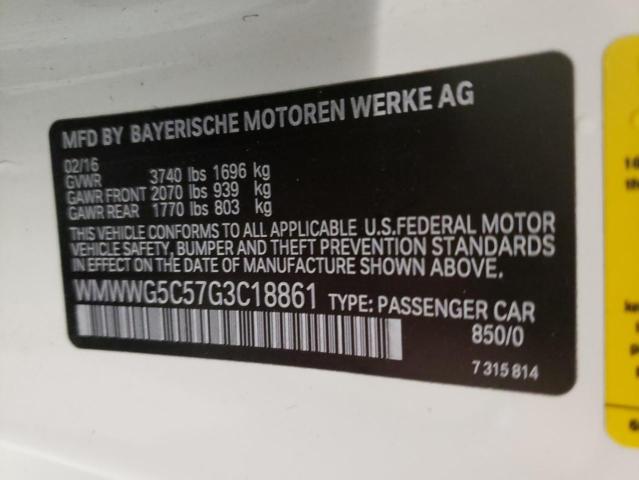 MFD BY BAYERISCHE MOTOREN WERKE AG
02/16
GVWR 3740 lbs 1696 kg
GAWR FRONT 2070 lbs 939 kg
GAWR REAR 1770 lbs 803 kg
THIS VEHICLE CONFORMS TO ALL APPLICABLE U.S.FEDERAL MOTOR
VEHICLE SAFETY, BUMPER AND THEFT PREVENTION STANDARDS
IN EFFECT ON THE DATE OF MANUFACTURE SHOWN ABOVE.
WMWWG5C57G3C18861 TYPE: PASSENGER CAR
850/0
7 315 814